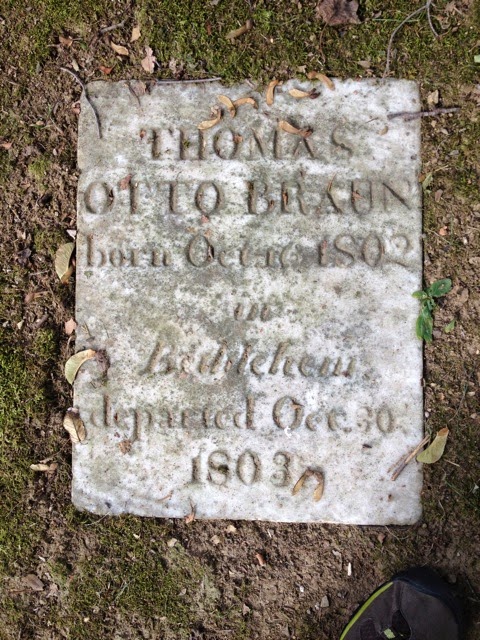 THOMAS
OTTO BRAUN
born Oct. 16. 1802
in
Bethlehem.
departed Oct. 30.
1803.